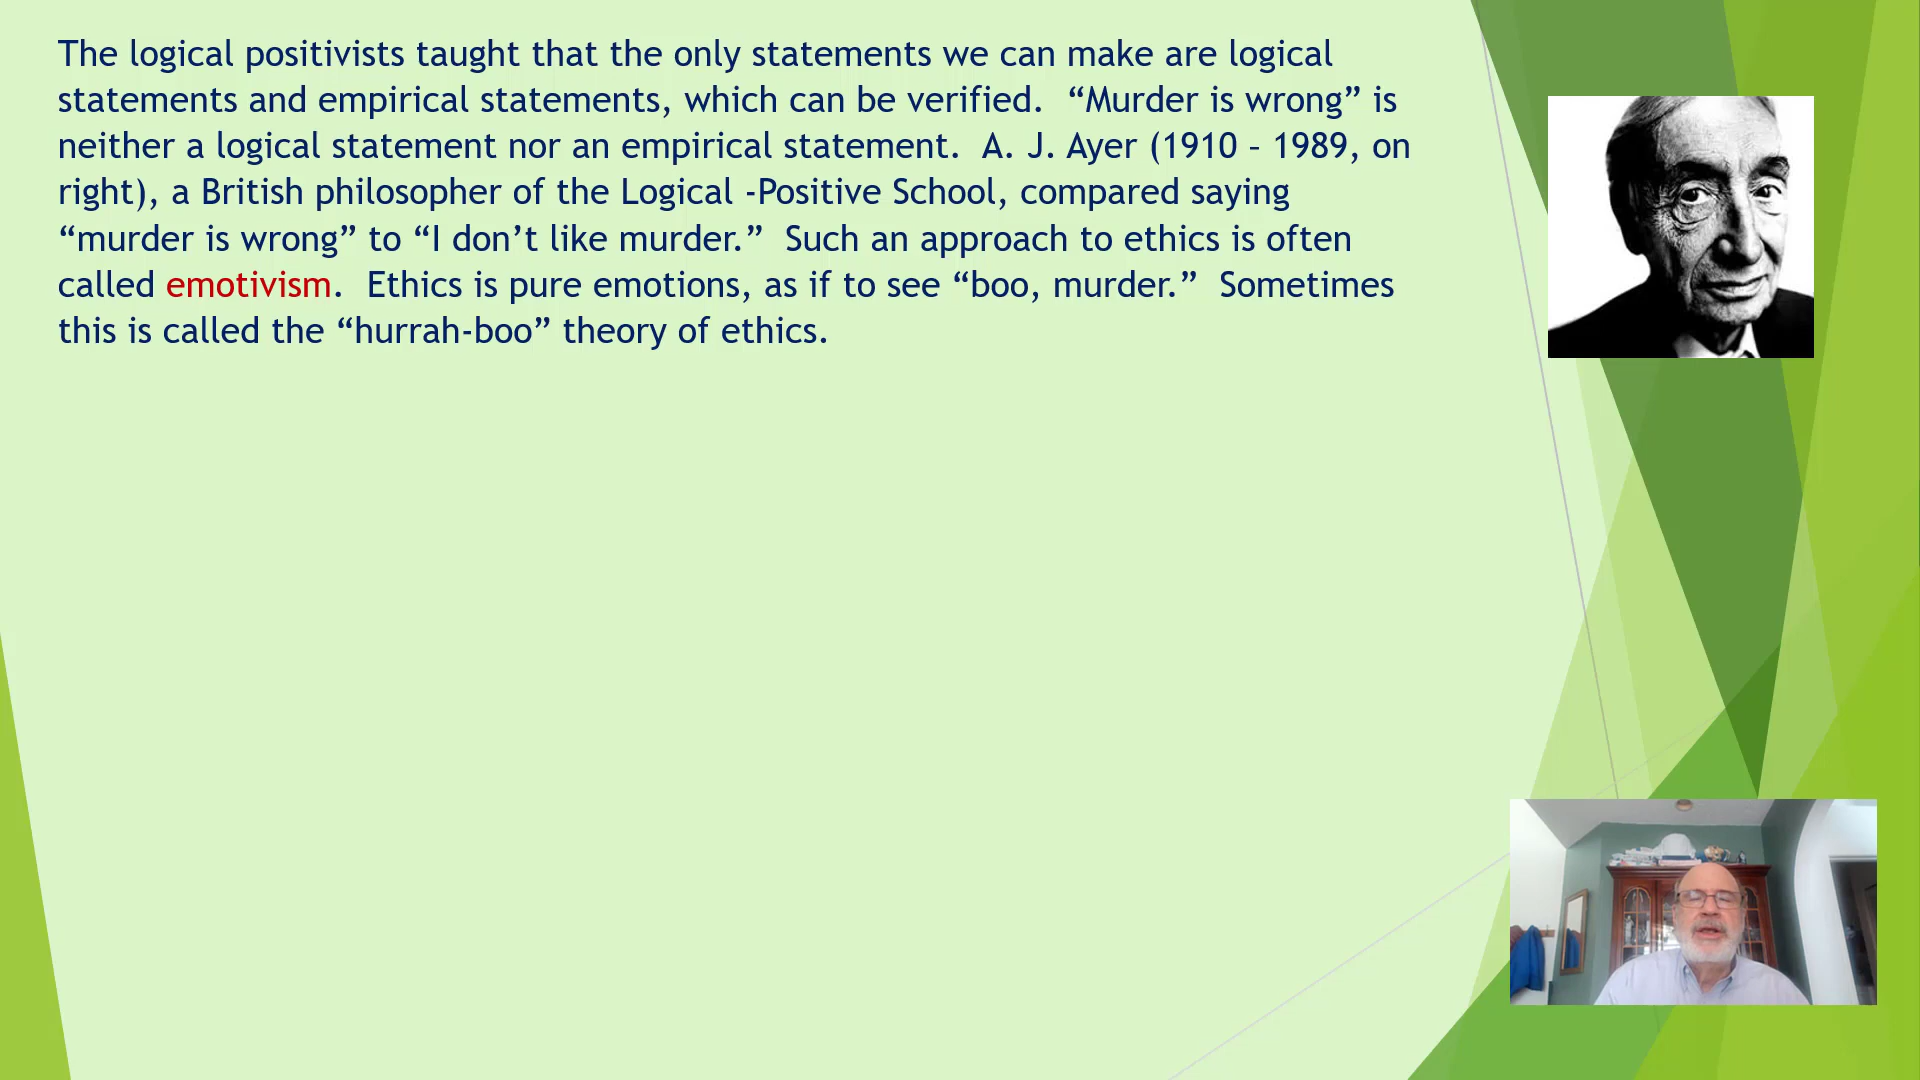 The logical positivists taught that the only statements we can make are logical
statements and empirical statements, which can be verified.  “Murder is wrong” is
neither a logical statement nor an empirical statement.  A. J. Ayer (1910 – 1989, on
right), a British philosopher of the Logical -Positive School, compared saying
“murder is wrong” to “I don’t like murder.”  Such an approach to ethics is often
called emotivism.  Ethics is pure emotions, as if to see “boo, murder.”  Sometimes
this is called the “hurrah-boo” theory of ethics.